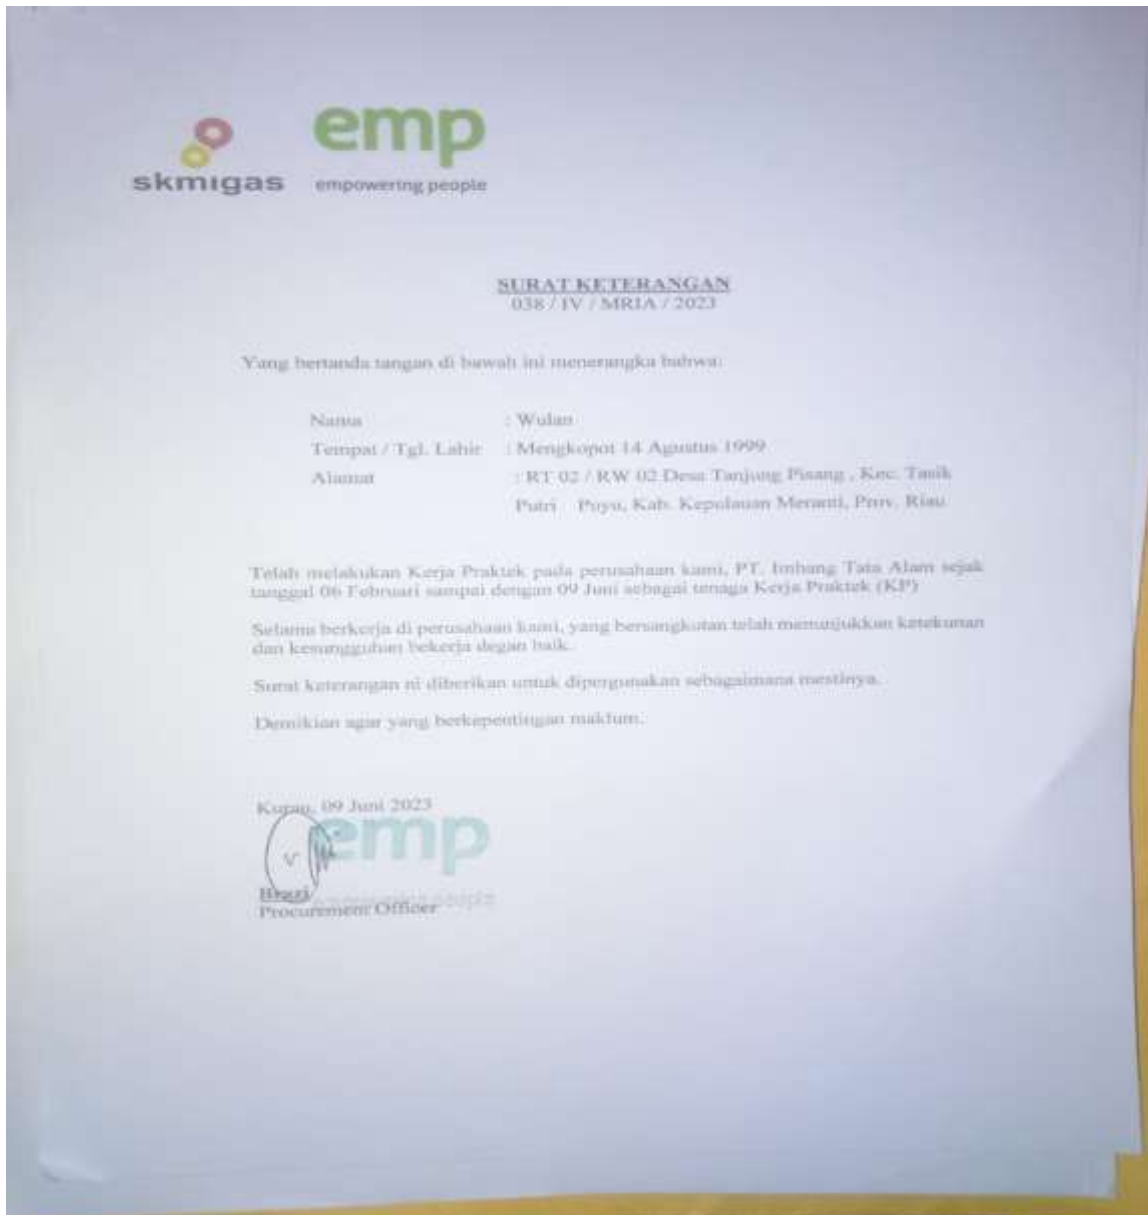 emp
skmigas empowering people
SURAT KETERANGAN
038 / IV / MRIA / 2023
Yang bertanda tangan di bawah ini menerangka bahwa:
Nama : Wulan
Tempat / Tgl. Lahir : Mengkopot 14 Agustus 1999
Alamat : RT 02 / RW 02 Desa Tanjung Pisang , Kec. Tasik
Putri Puyu, Kab. Kepulauan Meranti, Prov. Riau
Telah melakukan Kerja Praktek pada perusahaan kami, PT. Imbang Tata Alam sejak
tanggal 06 Februari sampai dengan 09 Juni sebagai tenaga Kerja Praktek (KP)
Selama berkerja di perusahaan kami, yang bersangkutan telah menunjukkan ketekunan
dan kesungguhan bekerja degan baik.
Surat keterangan ni diberikan untuk dipergunakan sebagaimana mestinya.
Demikian agar yang berkepentingan maklum.
Kurau, 09 Juni 2023
emp
empowering people
Procurement Officer